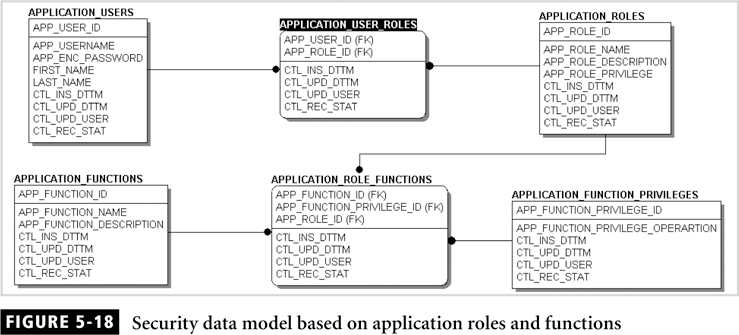 APPLICATION_USERS
APP_USER_ID
APP_USERNAME
APP_ENC_PASSWORD
FIRST_NAME
LAST_NAME
CTL_INS_DTTM
CTL_UPD_DTTM
CTL_UPD_USER
CTL_REC_STAT
APPLICATION_USER_ROLES
APP_USER_ID (FK)
APP_ROLE_ID (FK)
CTL_INS_DTTM
CTL_UPD_DTTM
CTL_UPD_USER
CTL_REC_STAT
APPLICATION_ROLES
APP_ROLE_ID
APP_ROLE_NAME
APP_ROLE_DESCRIPTION
APP_ROLE_PRIVILEGE
CTL_INS_DTTM
CTL_UPD_DTTM
CTL_UPD_USER
CTL_REC_STAT
APPLICATION_FUNCTIONS
APP_FUNCTION_ID
APP_FUNCTION_NAME
APP_FUNCTION_DESCRIPTION
CTL_INS_DTTM
CTL_UPD_DTTM
CTL_UPD_USER
CTL_REC_STAT
APPLICATION_ROLE_FUNCTIONS
APP_FUNCTION_ID (FK)
APP_FUNCTION_PRIVILEGE_ID (FK)
APP_ROLE_ID (FK)
CTL_INS_DTTM
CTL_UPD_DTTM
CTL_UPD_USER
CTL_REC_STAT
APPLICATION_FUNCTION_PRIVILEGES
APP_FUNCTION_PRIVILEGE_ID
APP_FUNCTION_PRIVILEGE_OPERARTION
CTL_INS_DTTM
CTL_UPD_DTTM
CTL_UPD_USER
CTL_REC_STAT
FIGURE 5-18 Security data model based on application roles and functions